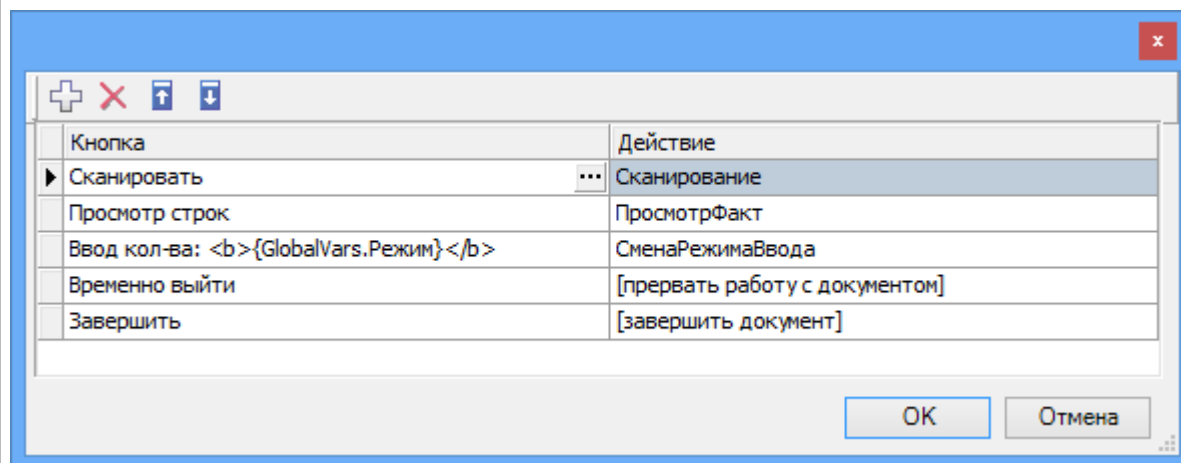 x
Кнопка Действие
Сканировать ... Сканирование
Просмотр строк ПросмотрФакт
Ввод кол-ва: <b>{GlobalVars.Режим}</b> СменаРежимаВвода
Временно выйти [прервать работу с документом]
Завершить [завершить документ]
OK Отмена